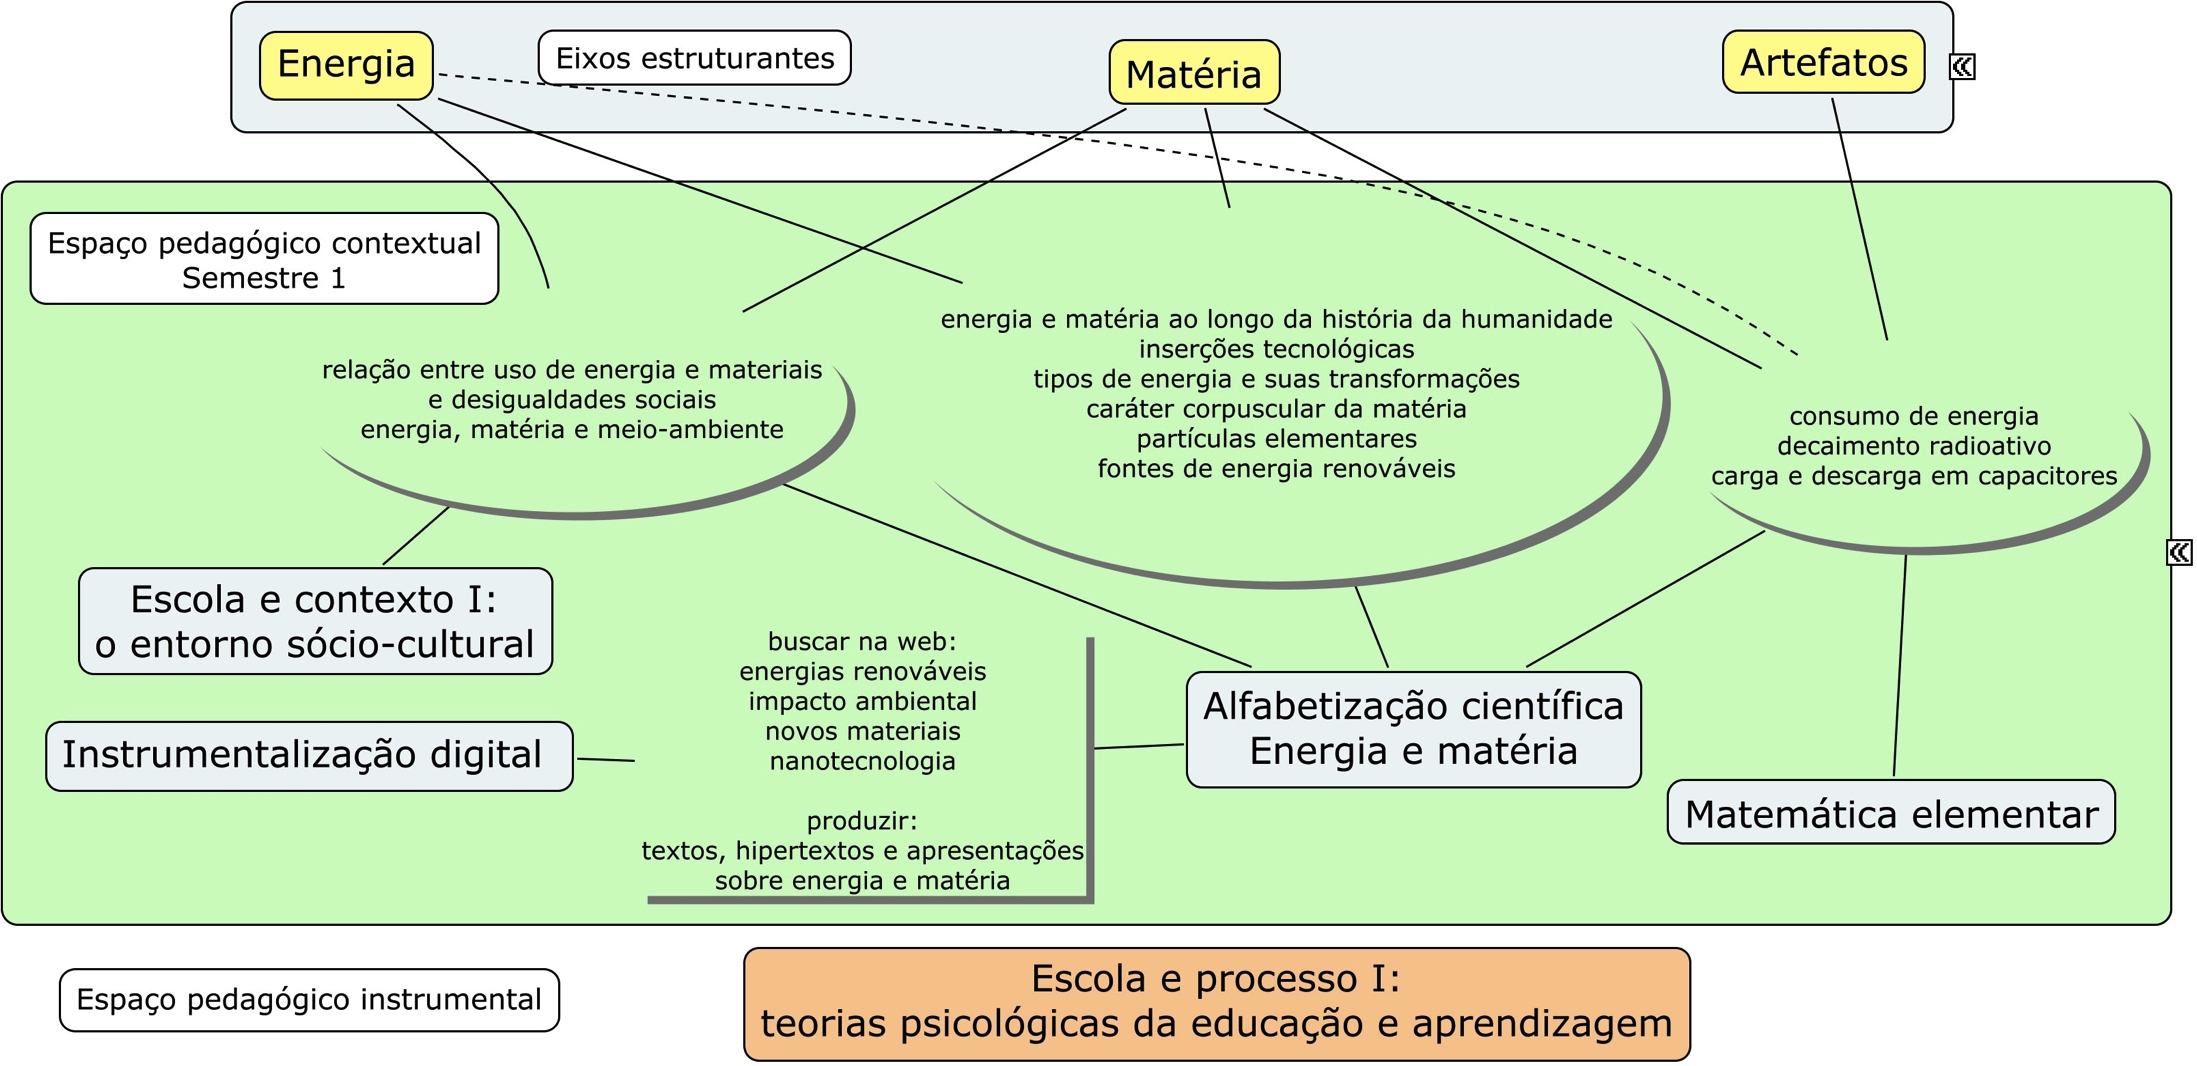 Energia
Eixos estruturantes
Matéria
Artefatos
Espaço pedagógico contextual
Semestre 1
relação entre uso de energia e materiais
e desigualdades sociais
energia, matéria e meio-ambiente
energia e matéria ao longo da história da humanidade
inserções tecnológicas
tipos de energia e suas transformações
caráter corpuscular da matéria
partículas elementares
fontes de energia renováveis
consumo de energia
decaimento radioativo
carga e descarga em capacitores
Escola e contexto I:
o entorno sócio-cultural
Instrumentalização digital
buscar na web:
energias renováveis
impacto ambiental
novos materiais
nanotecnologia
produzir:
textos, hipertextos e apresentações
sobre energia e matéria
Alfabetização científica
Energia e matéria
Matemática elementar
Espaço pedagógico instrumental
Escola e processo I:
teorias psicológicas da educação e aprendizagem